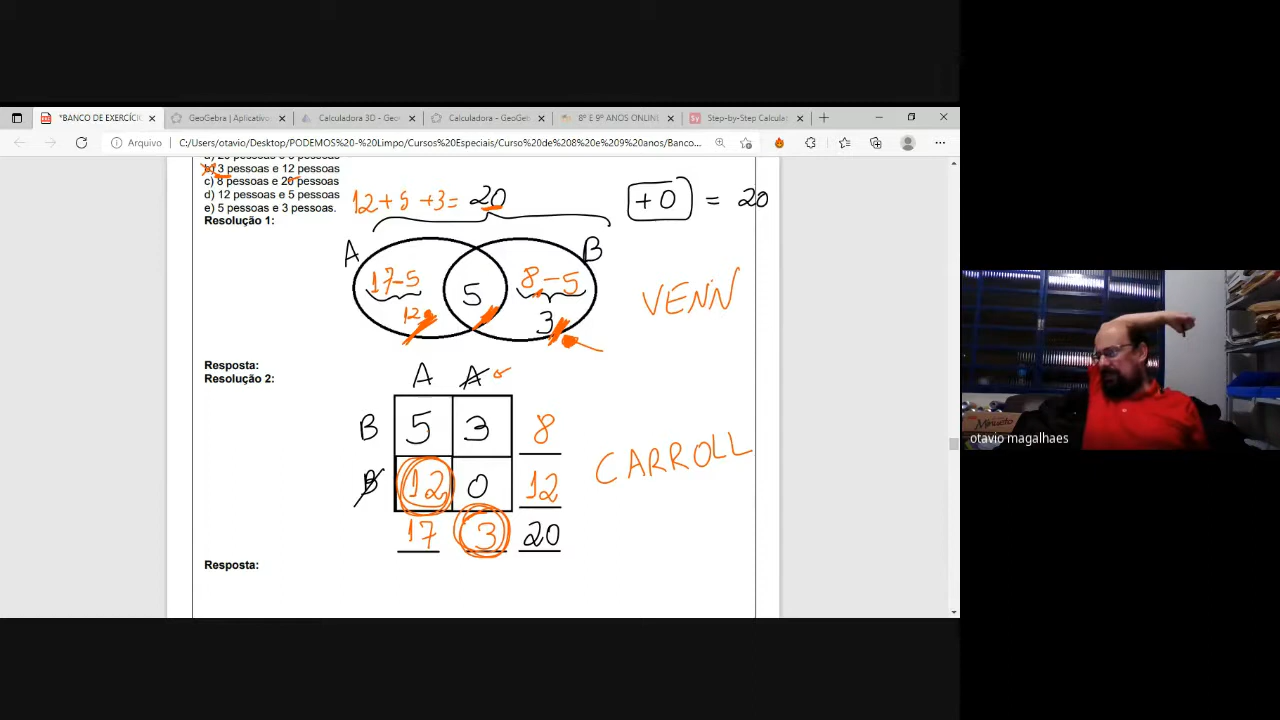 *BANCO DE EXERCÍCIO
GeoGebra | Aplicativo
Calculadora 3D - GeoG
Calculadora - GeoGeb
8º E 9º ANOS ONLINE
Step-by-Step Calculat
Arquivo
C:/Users/otavio/Desktop/PODEMOS%20-%20Limpo/Cursos%20Especiais/Curso%20de%208%20e%209%20anos/Banco...
b) 3 pessoas e 12 pessoas
c) 8 pessoas e 20 pessoas
d) 12 pessoas e 5 pessoas
e) 5 pessoas e 3 pessoas.
12 + 5 + 3 = 20
+0 = 20
Resolução 1:
A B
17-5 5 8-5
12 3
VENN
Resposta:
Resolução 2:
A A
B 5 3 8
B 12 0 12
17 3 20
CARROLL
Resposta:
Minueto
otavio magalhaes